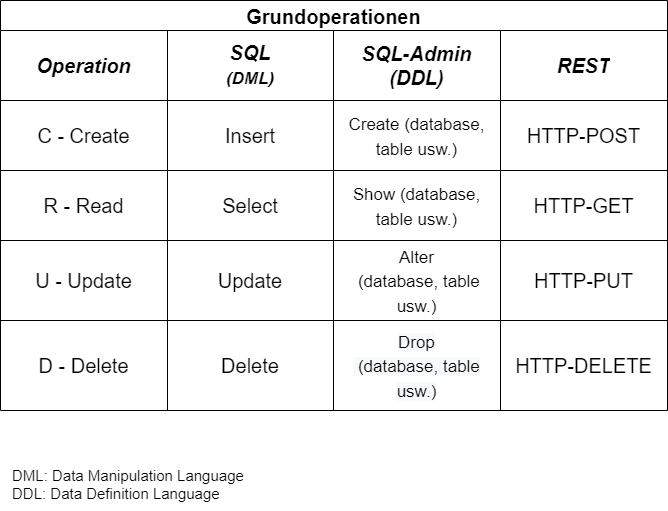 Grundoperationen
Operation
SQL
(DML)
SQL-Admin
(DDL)
REST
C - Create
Insert
Create (database,
table usw.)
HTTP-POST
R - Read
Select
Show (database,
table usw.)
HTTP-GET
U - Update
Update
Alter
(database, table
usw.)
HTTP-PUT
D - Delete
Delete
Drop
(database, table
usw.)
HTTP-DELETE
DML: Data Manipulation Language
DDL: Data Definition Language